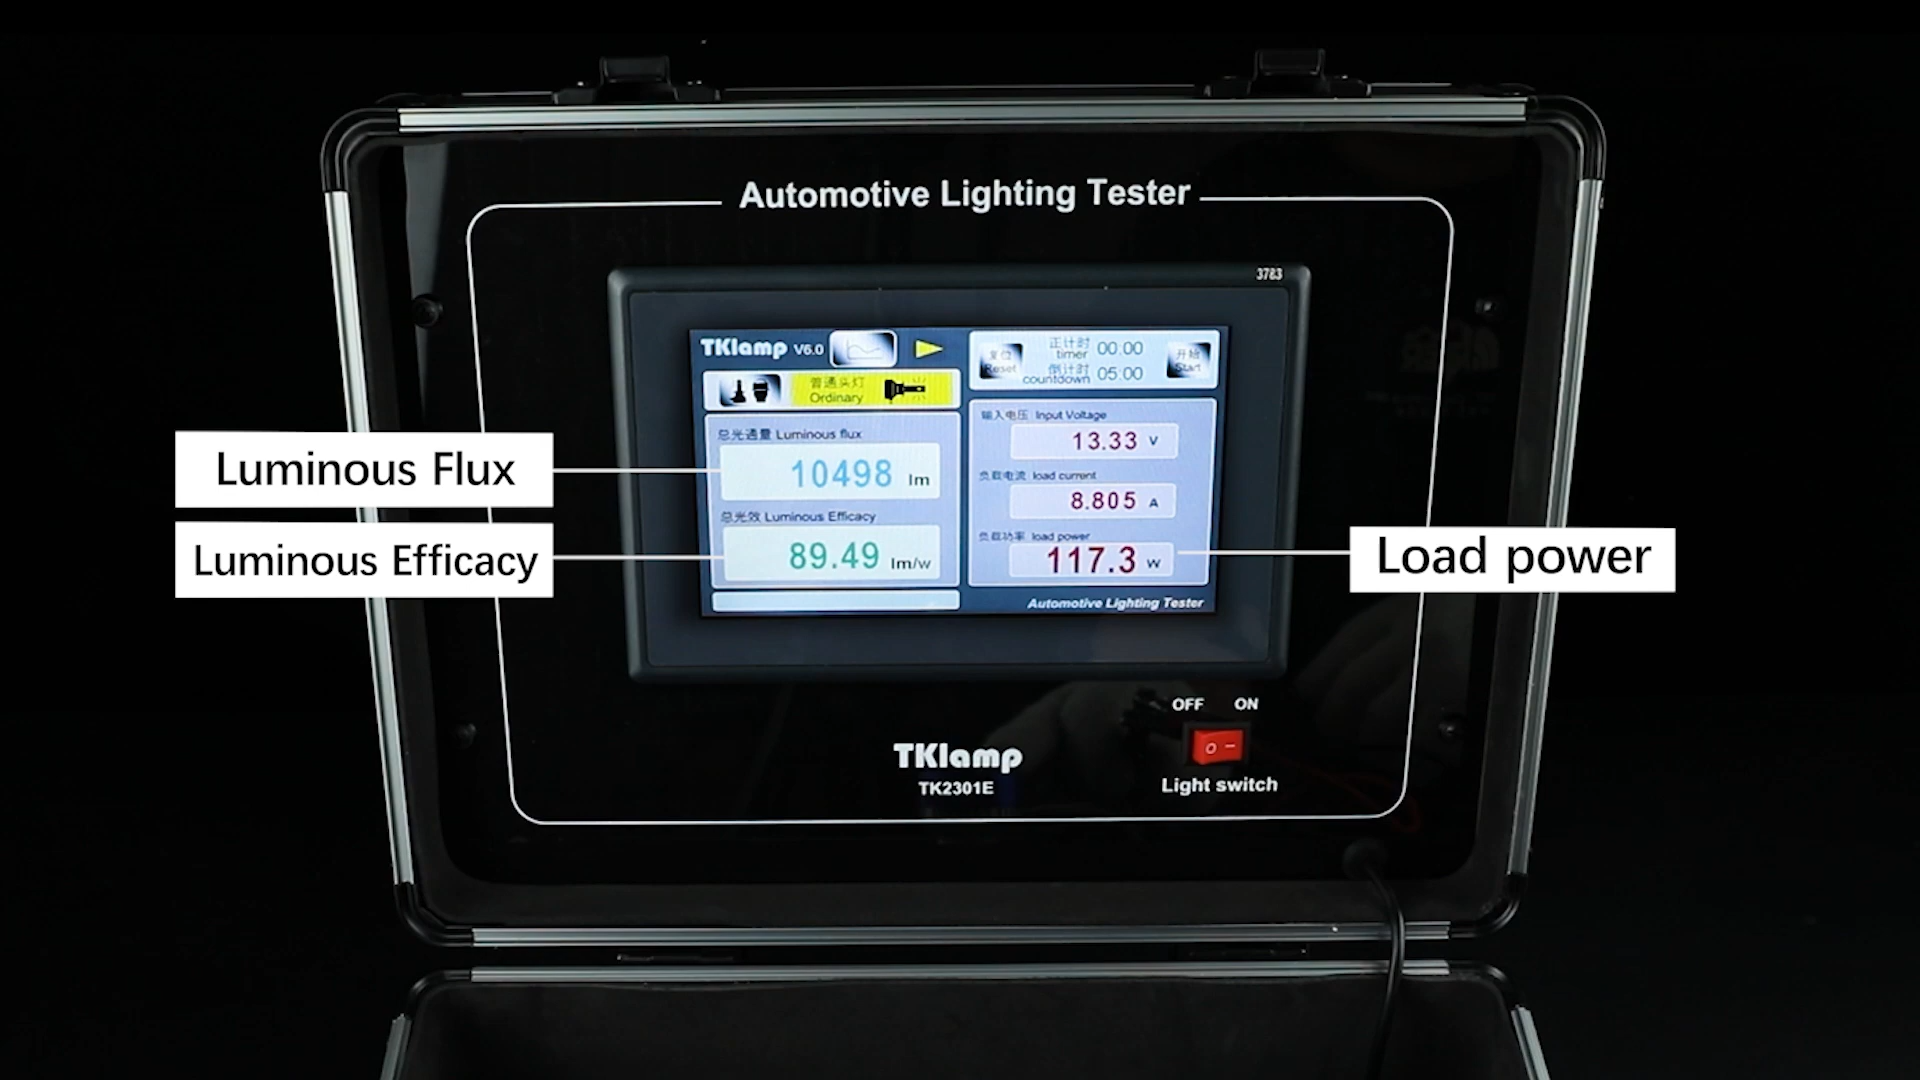 Automotive Lighting Tester
3783
TKlamp V6.0
普通头灯
Ordinary
复位
Reset
正计时
timer 00:00
倒计时
countdown 05:00
开始
Start
总光通量 Luminous flux
10498 lm
总光效 Luminous Efficacy
89.49 lm/w
输入电压 Input Voltage
13.33 V
负载电流 load current
8.805 A
负载功率 load power
117.3 W
Automotive Lighting Tester
Luminous Flux
Luminous Efficacy
Load power
OFF ON
Light switch
TKlamp
TK2301E